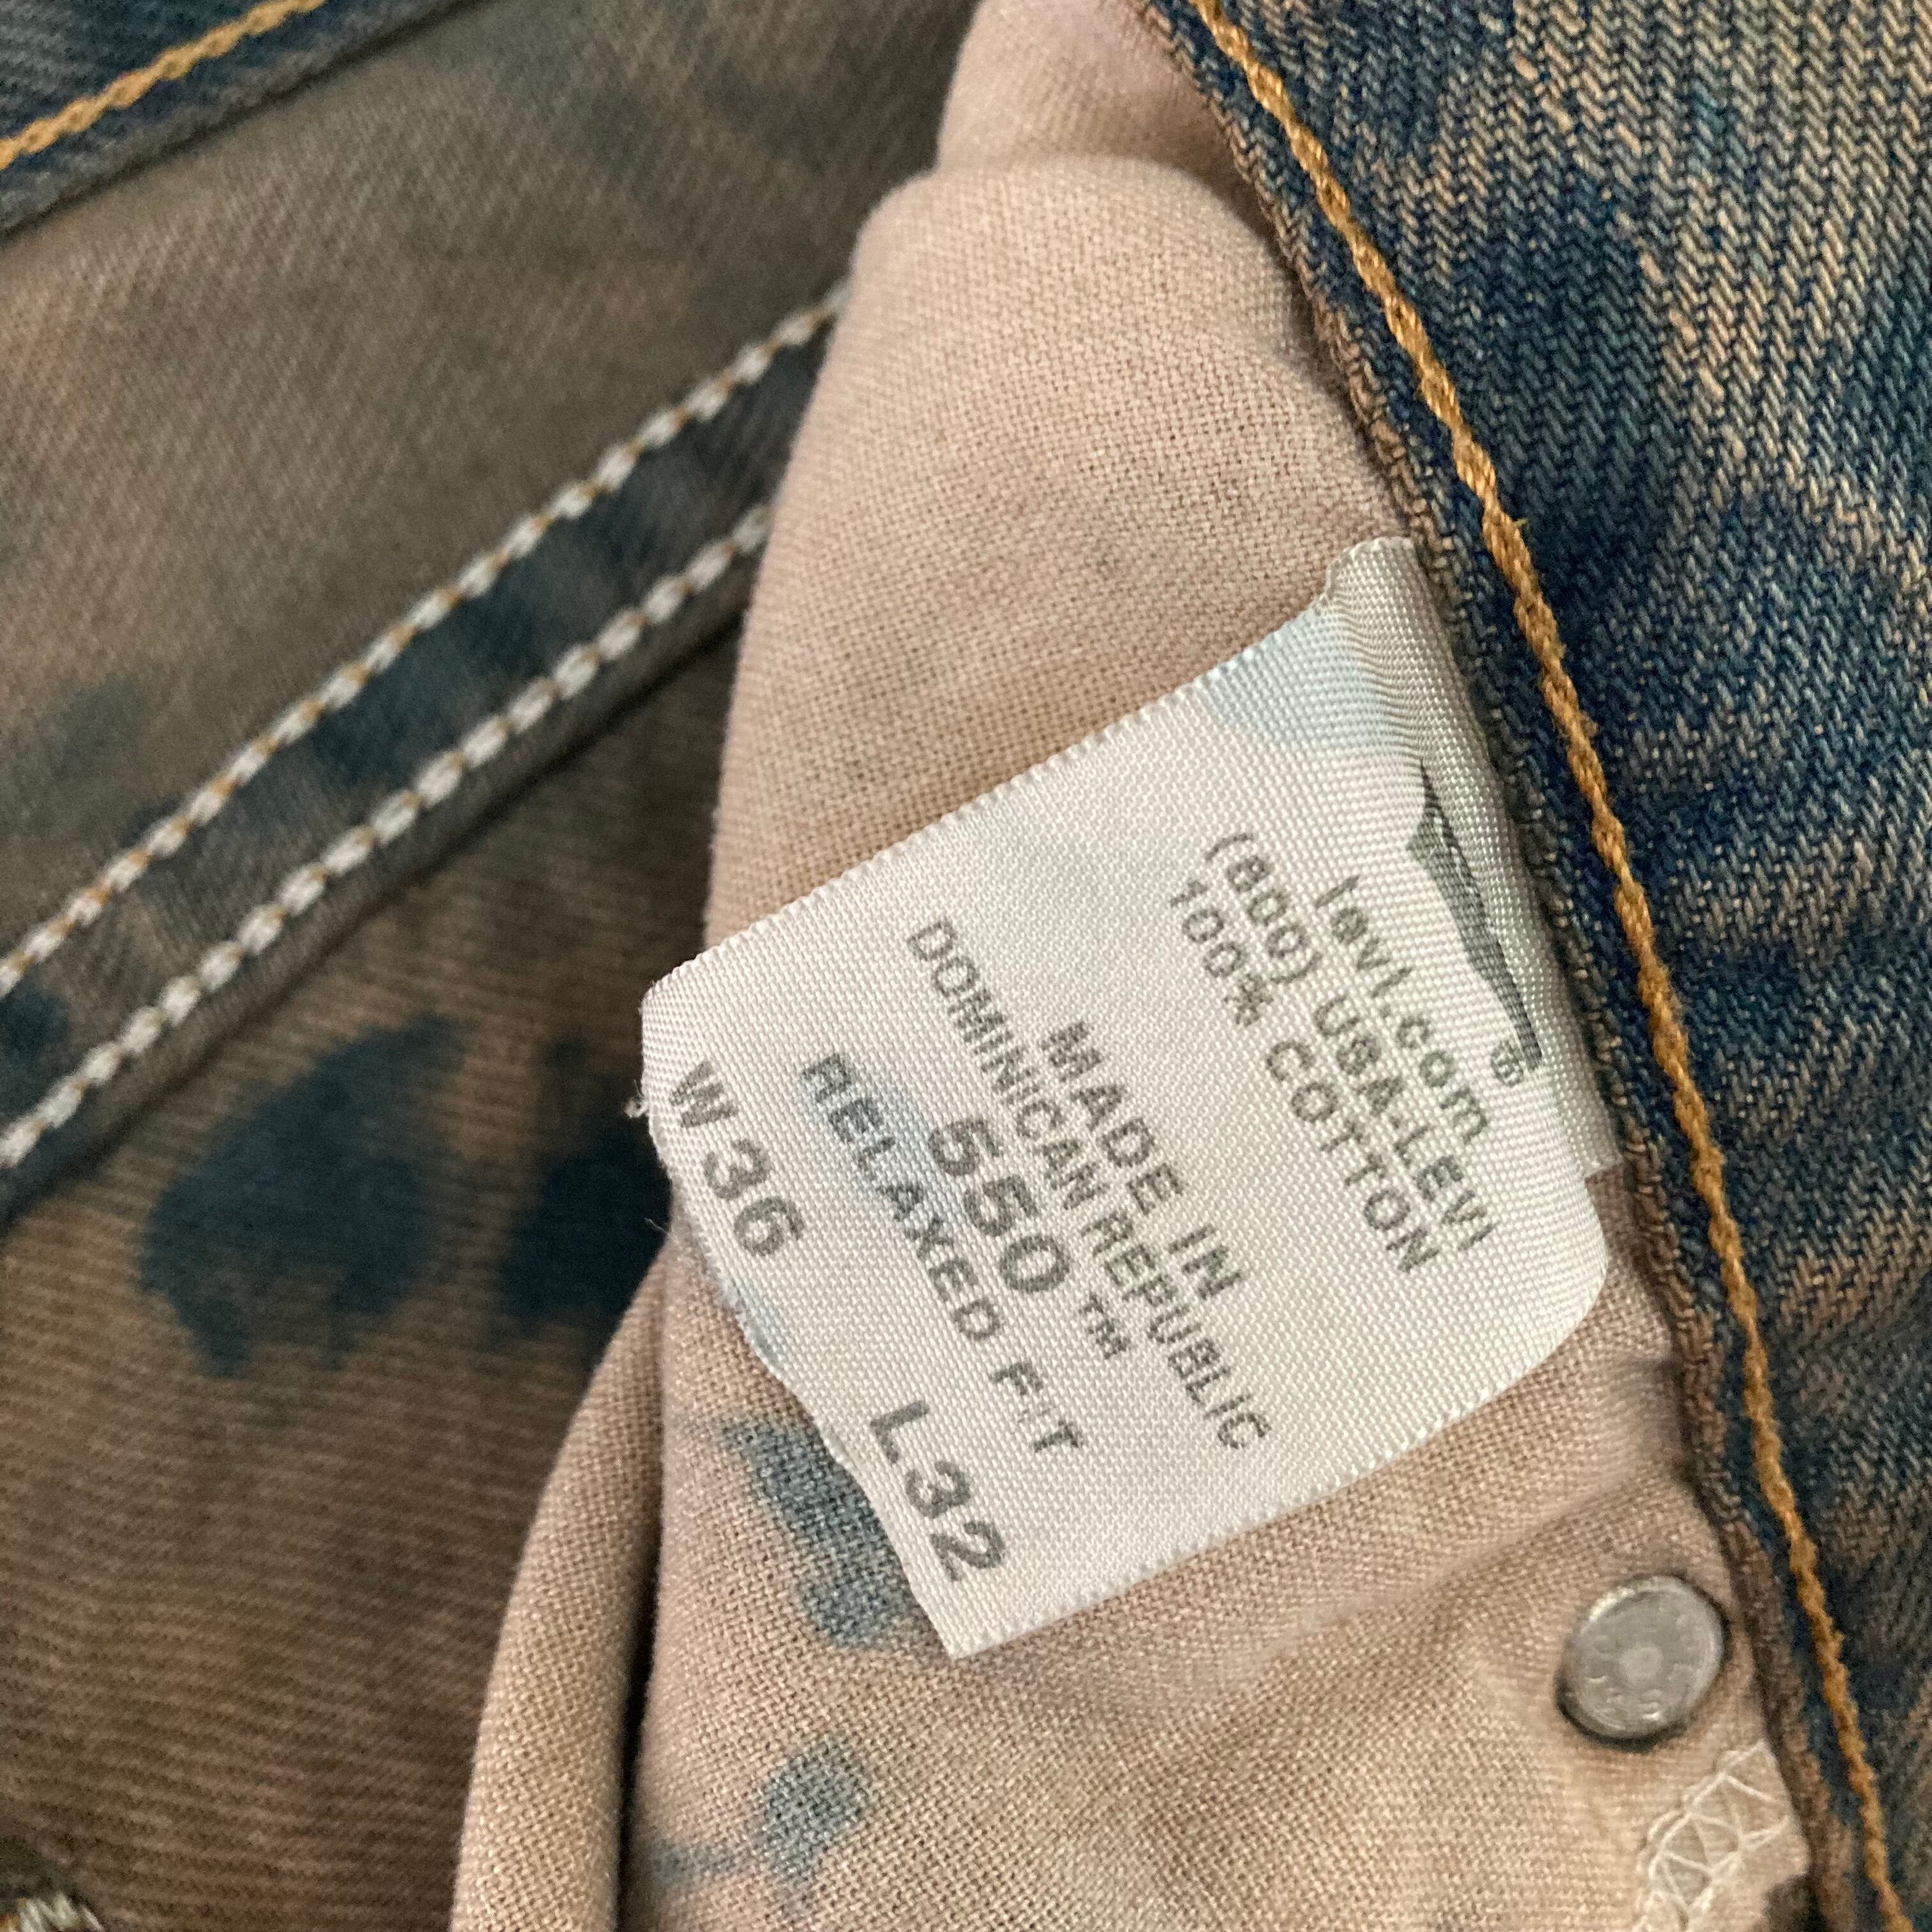 ®
levi.com
(800) USA-LEVI
100% COTTON
MADE IN
DOMINICAN REPUBLIC
550™
RELAXED FIT
W36 L32